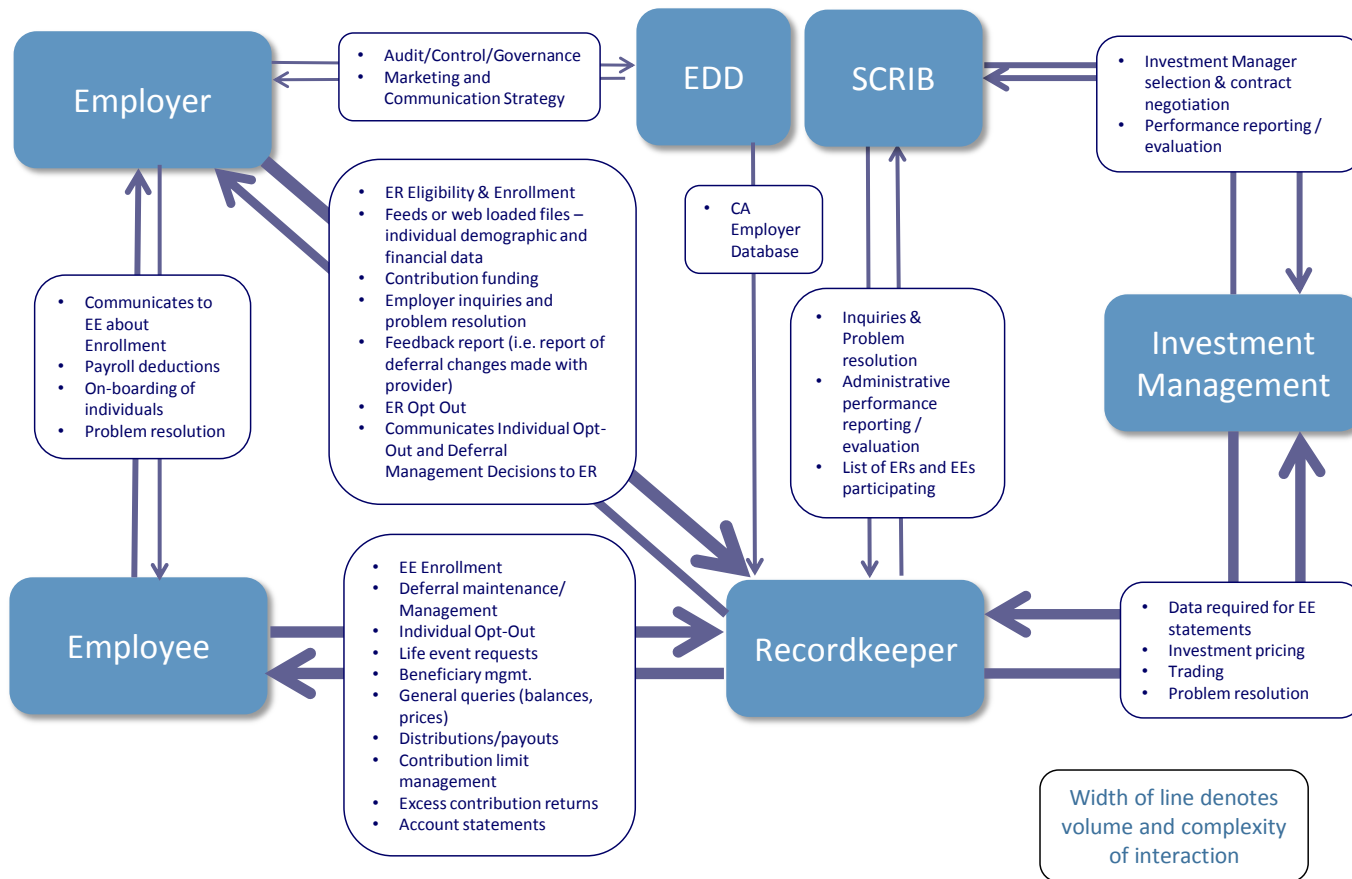 Employer
• Audit/Control/Governance
• Marketing and
Communication Strategy
EDD
SCRIB
• Investment Manager
selection & contract
negotiation
• Performance reporting /
evaluation
• ER Eligibility & Enrollment
• Feeds or web loaded files –
individual demographic and
financial data
• Contribution funding
• Employer inquiries and
problem resolution
• Feedback report (i.e. report of
deferral changes made with
provider)
• ER Opt Out
• Communicates Individual Opt-
Out and Deferral
Management Decisions to ER
• CA
Employer
Database
• Communicates to
EE about
Enrollment
• Payroll deductions
• On-boarding of
individuals
• Problem resolution
• Inquiries &
Problem
resolution
• Administrative
performance
reporting /
evaluation
• List of ERs and EEs
participating
Investment
Management
Employee
• EE Enrollment
• Deferral maintenance/
Management
• Individual Opt-Out
• Life event requests
• Beneficiary mgmt.
• General queries (balances,
prices)
• Distributions/payouts
• Contribution limit
management
• Excess contribution returns
• Account statements
Recordkeeper
• Data required for EE
statements
• Investment pricing
• Trading
• Problem resolution
Width of line denotes
volume and complexity
of interaction